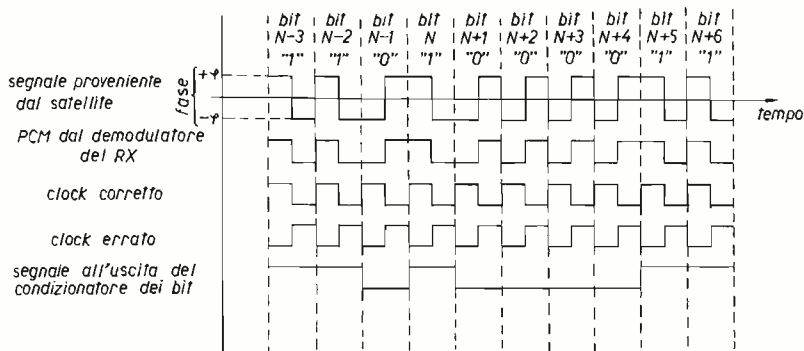 bit bit bit bit bit bit bit bit bit bit
N-3 N-2 N-1 N N+1 N+2 N+3 N+4 N+5 N+6
"1" "1" "0" "1" "0" "0" "0" "0" "1" "1"
segnale proveniente
dal satellite
fase
+φ
-φ
tempo
PCM dal demodulatore
del RX
clock corretto
clock errato
segnale all'uscita del
condizionatore dei bit